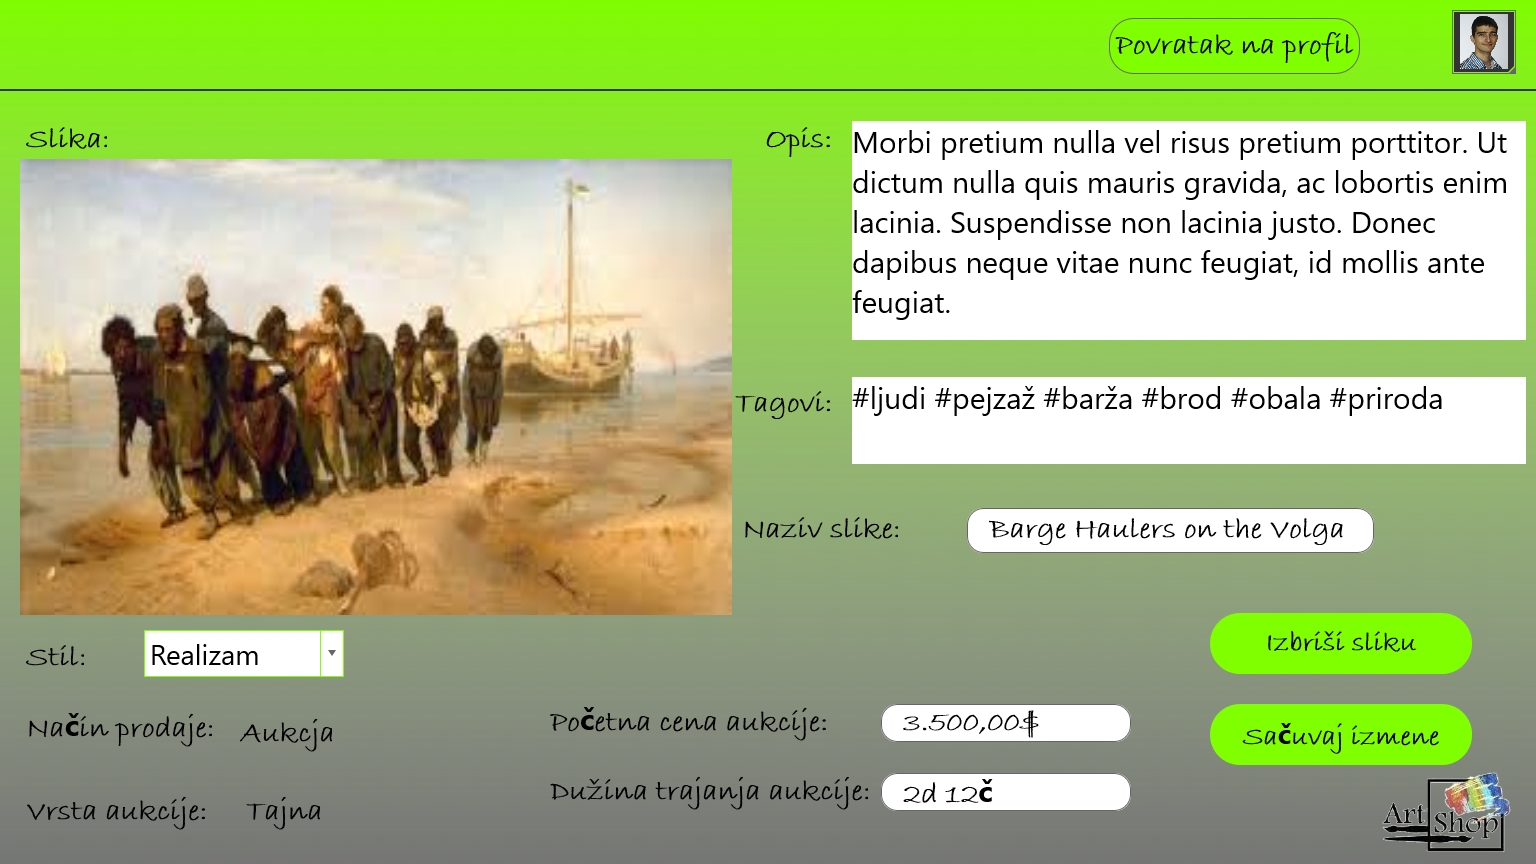 Povratak na profil
Slika:
Opis:
Morbi pretium nulla vel risus pretium porttitor. Ut
dictum nulla quis mauris gravida, ac lobortis enim
lacinia. Suspendisse non lacinia justo. Donec
dapibus neque vitae nunc feugiat, id mollis ante
feugiat.
Tagovi:
#ljudi #pejzaž #barža #brod #obala #priroda
Naziv slike:
Barge Haulers on the Volga
Izbriši sliku
Stil:
Realizam
Način prodaje:
Aukcja
Početna cena aukcije:
3.500,00$
Sačuvaj izmene
Dužina trajanja aukcije:
2d 12č
Vrsta aukcije:
Tajna
Art
Shop